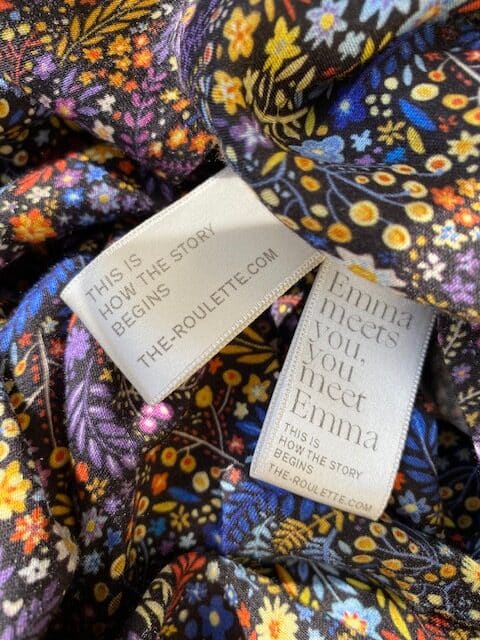 THIS IS
HOW THE STORY
BEGINS
THE-ROULETTE.COM
Emma
meets
you,
you
meet
Emma
THIS IS
HOW THE STORY
BEGINS
THE-ROULETTE.COM